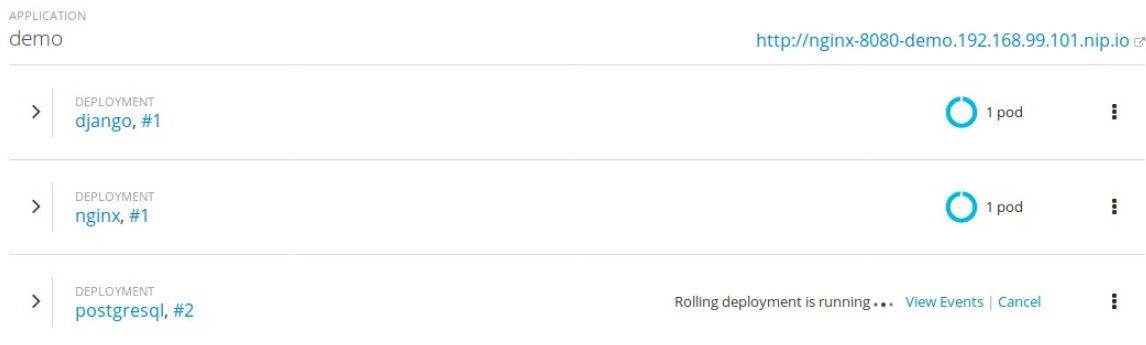 APPLICATION
demo
http://nginx-8080-demo.192.168.99.101.nip.io
DEPLOYMENT
django, #1
1 pod
DEPLOYMENT
nginx, #1
1 pod
DEPLOYMENT
postgresql, #2
Rolling deployment is running... View Events | Cancel